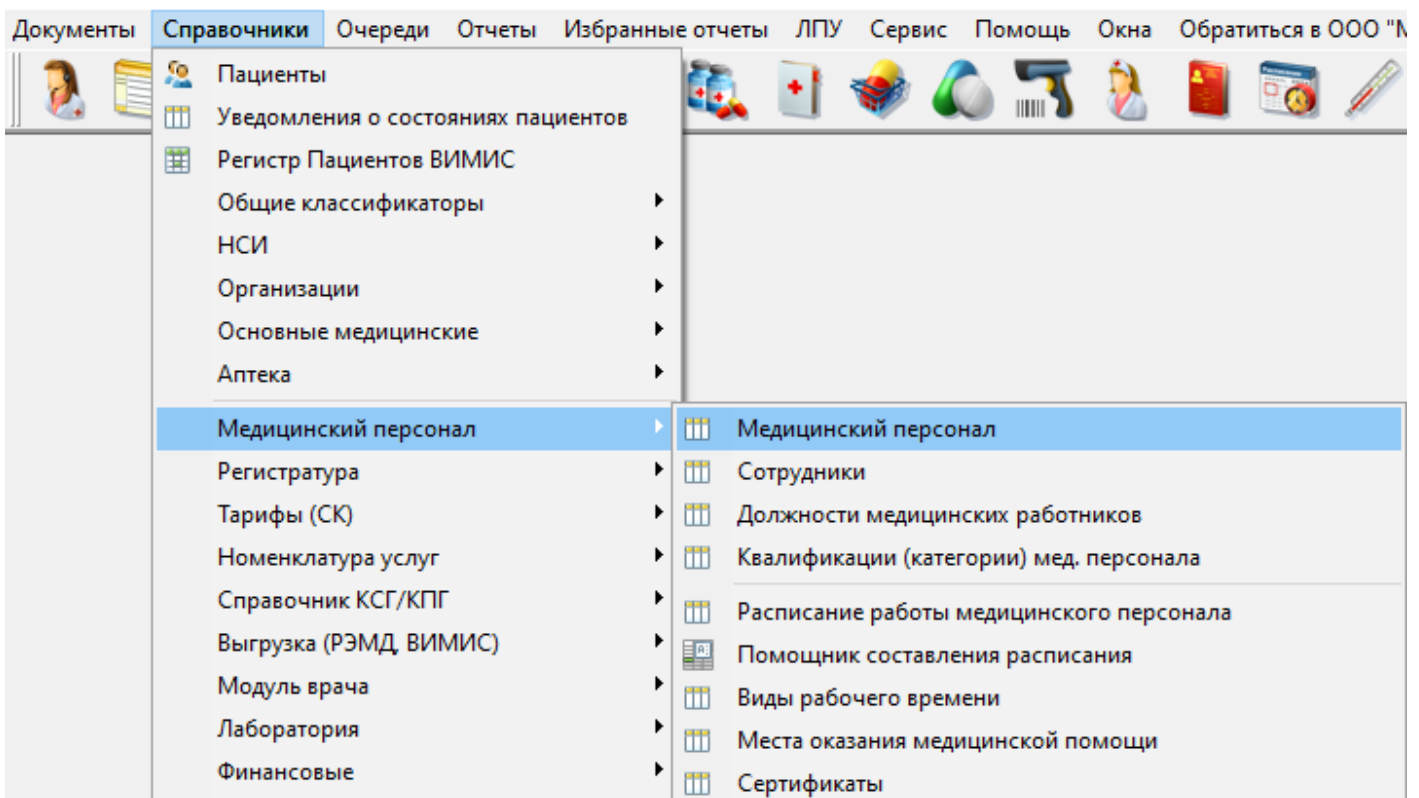 Документы Справочники Очереди Отчеты Избранные отчеты ЛПУ Сервис Помощь Окна Обратиться в ООО "М
Пациенты
Уведомления о состояниях пациентов
Регистр Пациентов ВИМИС
Общие классификаторы
НСИ
Организации
Основные медицинские
Аптека
Медицинский персонал
Регистратура
Тарифы (СК)
Номенклатура услуг
Справочник КСГ/КПГ
Выгрузка (РЭМД, ВИМИС)
Модуль врача
Лаборатория
Финансовые
Медицинский персонал
Сотрудники
Должности медицинских работников
Квалификации (категории) мед. персонала
Расписание работы медицинского персонала
Помощник составления расписания
Виды рабочего времени
Места оказания медицинской помощи
Сертификаты